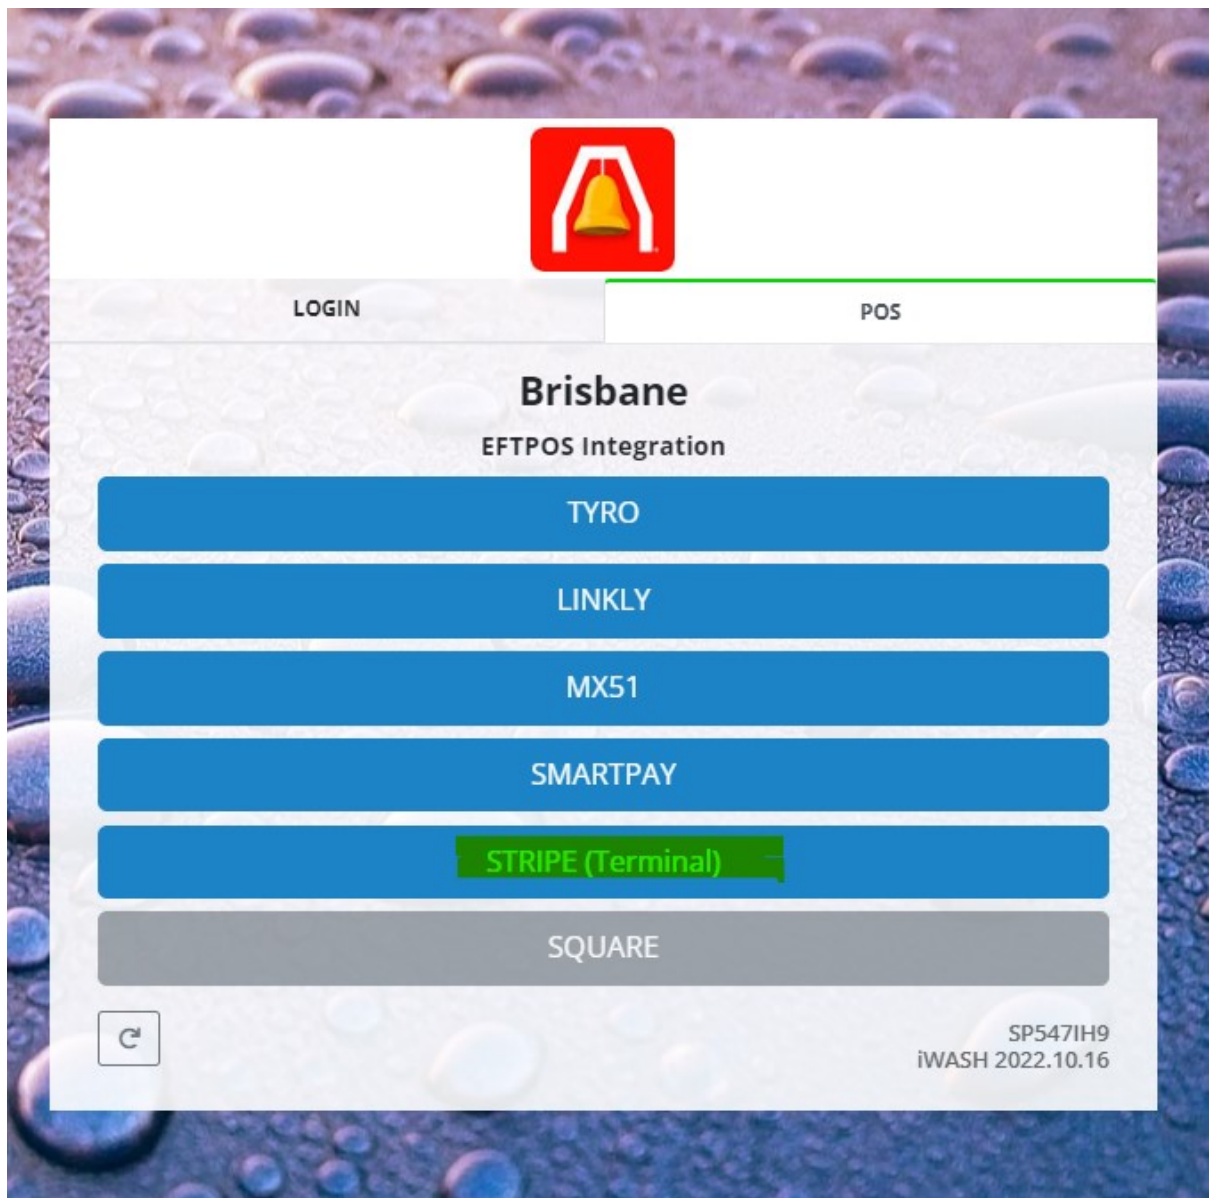 LOGIN
POS
Brisbane
EFTPOS Integration
TYRO
LINKLY
MX51
SMARTPAY
STRIPE (Terminal)
SQUARE
SP547IH9
iWASH 2022.10.16